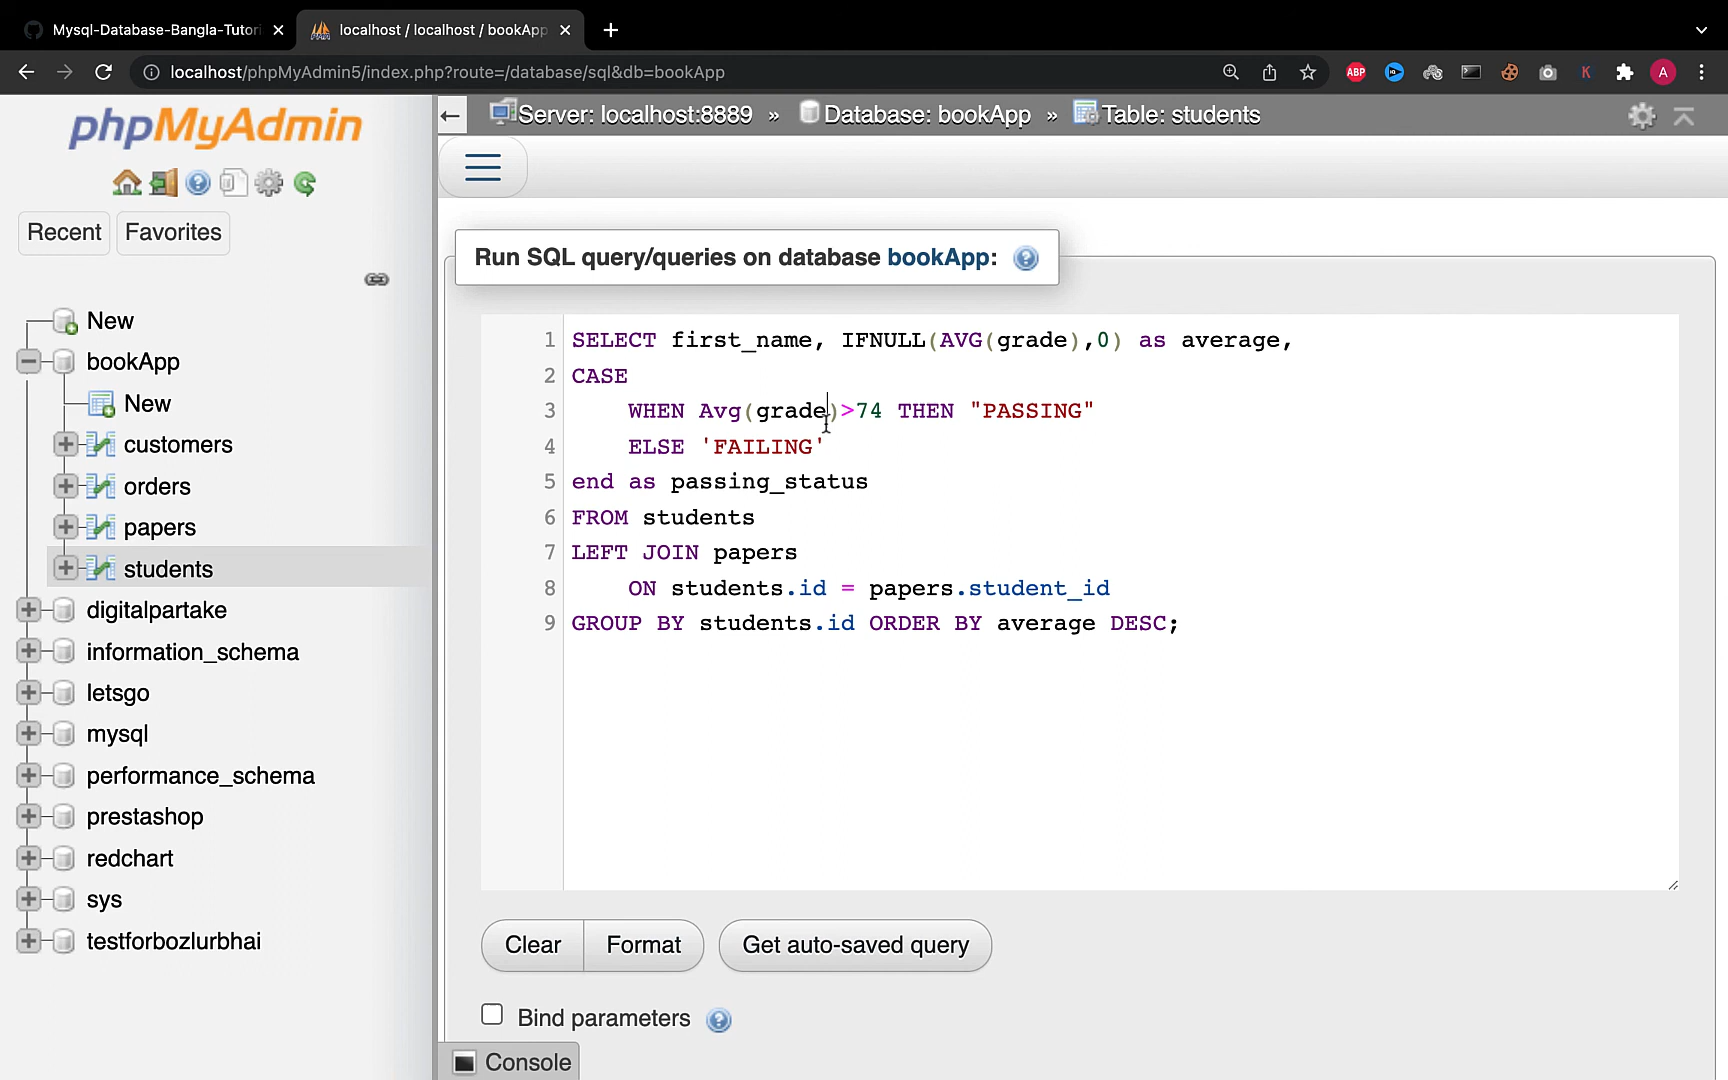 Mysql-Database-Bangla-Tutori
localhost / localhost / bookApp
localhost/phpMyAdmin5/index.php?route=/database/sql&db=bookApp
ABP
K
A
phpMyAdmin
Recent
Favorites
New
bookApp
New
customers
orders
papers
students
digitalpartake
information_schema
letsgo
mysql
performance_schema
prestashop
redchart
sys
testforbozlurbhai
Server: localhost:8889 » Database: bookApp » Table: students
Run SQL query/queries on database bookApp:
1 SELECT first_name, IFNULL(AVG(grade),0) as average,
2 CASE
3 WHEN Avg(grade)>74 THEN "PASSING"
4 ELSE 'FAILING'
5 end as passing_status
6 FROM students
7 LEFT JOIN papers
8 ON students.id = papers.student_id
9 GROUP BY students.id ORDER BY average DESC;
Clear
Format
Get auto-saved query
Bind parameters
Console